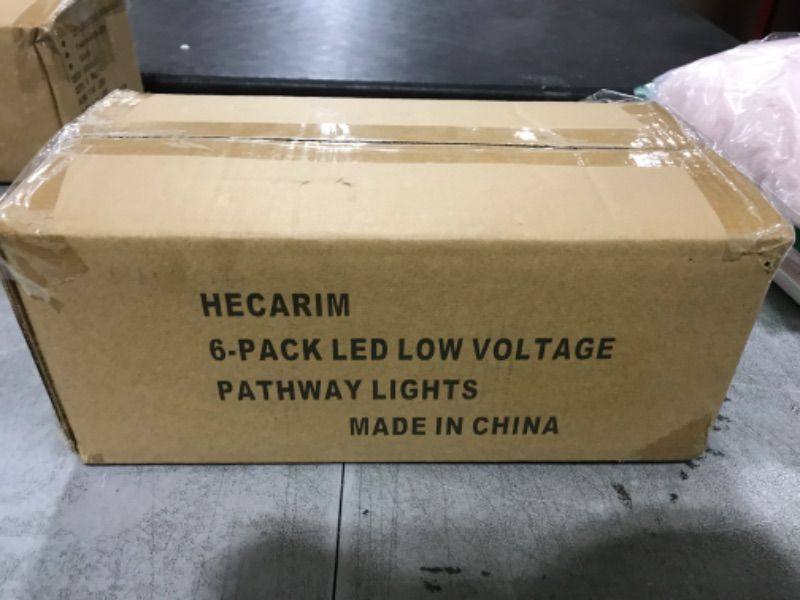 HECARIM
6-PACK LED LOW VOLTAGE
PATHWAY LIGHTS
MADE IN CHINA